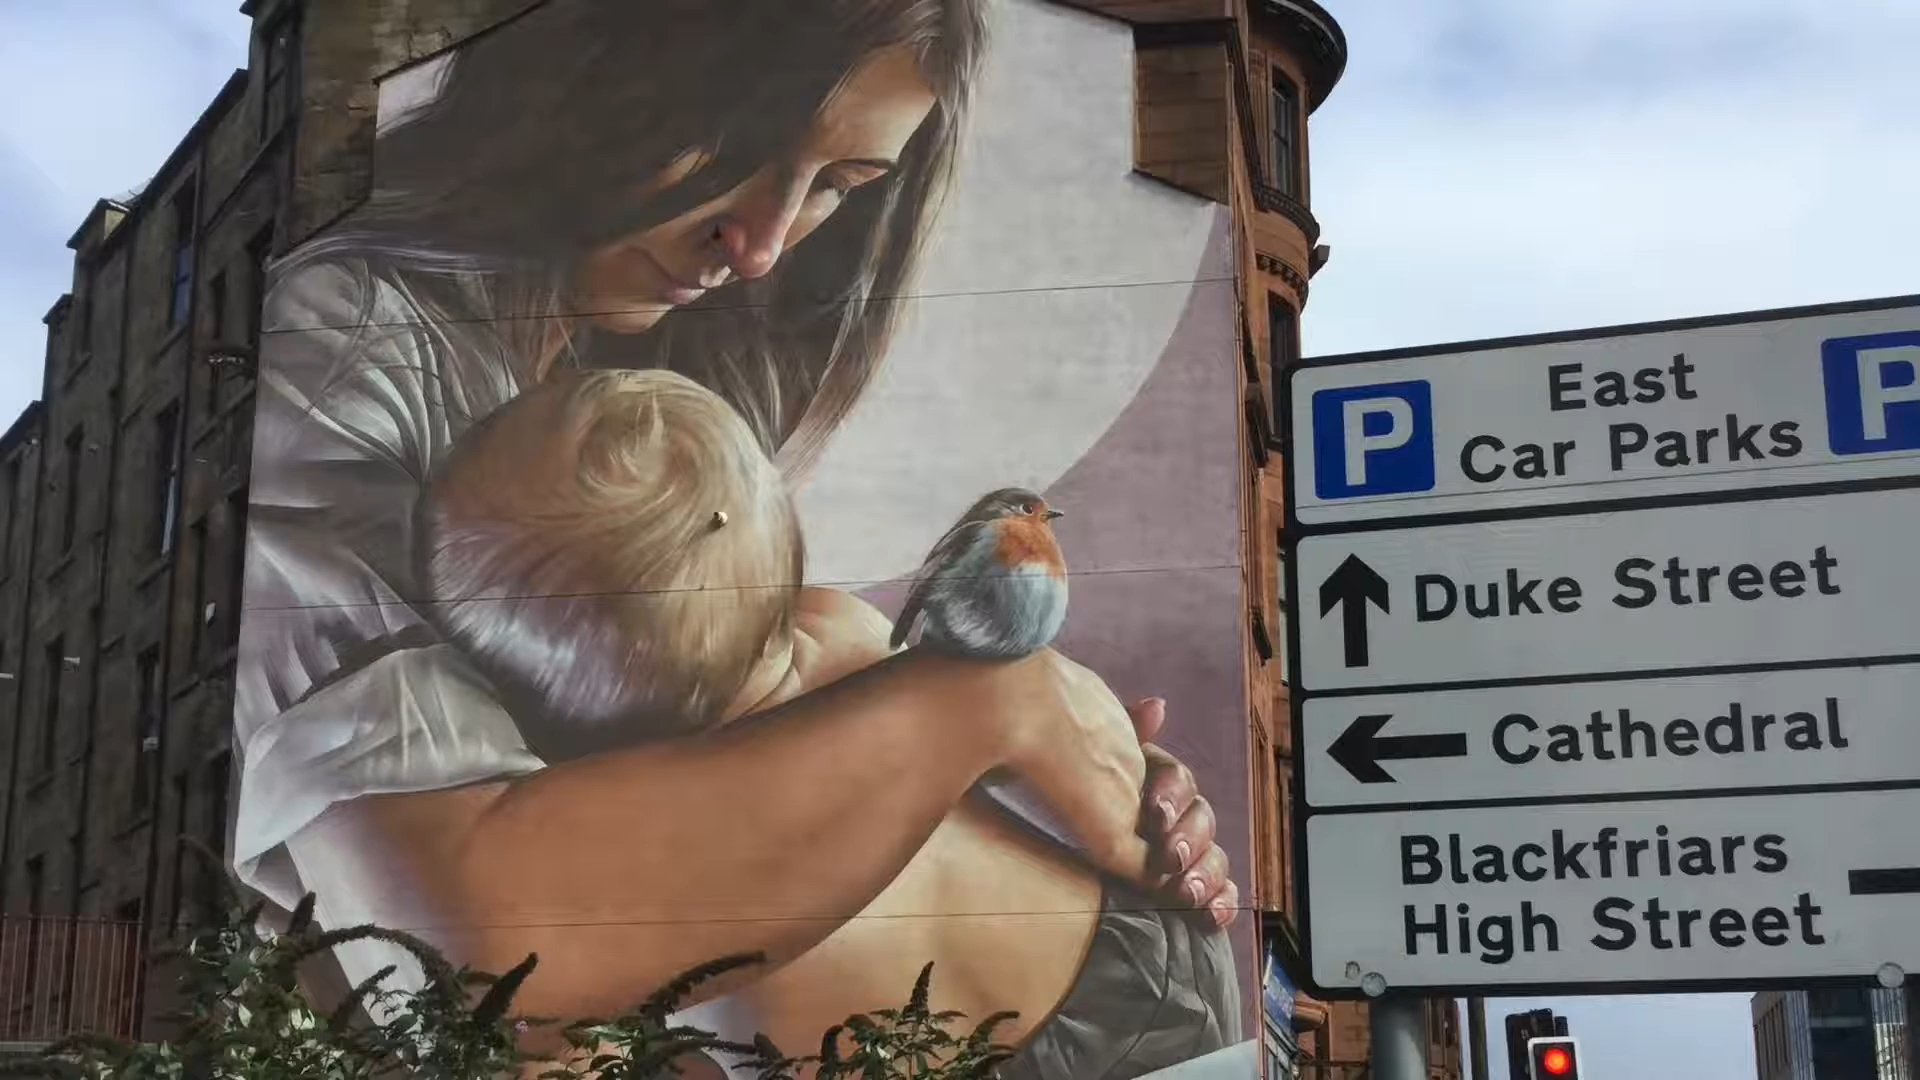 P East P
Car Parks
Duke Street
Cathedral
Blackfriars
High Street